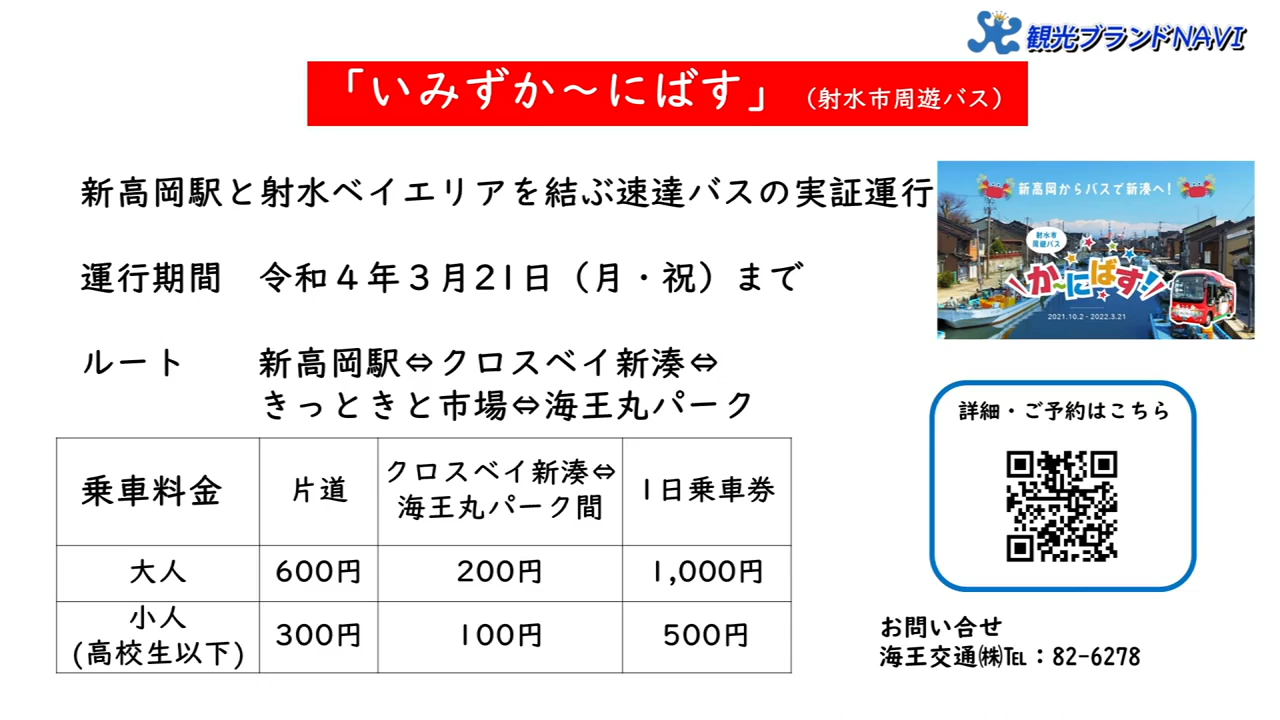 観光ブランドNAVI
「いみずか～にばす」（射水市周遊バス）
新高岡駅と射水ベイエリアを結ぶ速達バスの実証運行
運行期間　令和４年３月21日（月・祝）まで
ルート　　新高岡駅⇔クロスベイ新湊⇔
きっときと市場⇔海王丸パーク
新高岡からバスで新湊へ！
射水市
周遊バス
か～にばす！！
2021.10.2 - 2022.3.21
詳細・ご予約はこちら
乗車料金　片道　クロスベイ新湊⇔
海王丸パーク間　1日乗車券
大人　600円　200円　1,000円
小人
(高校生以下)　300円　100円　500円
お問い合せ
海王交通㈱℡：82-6278